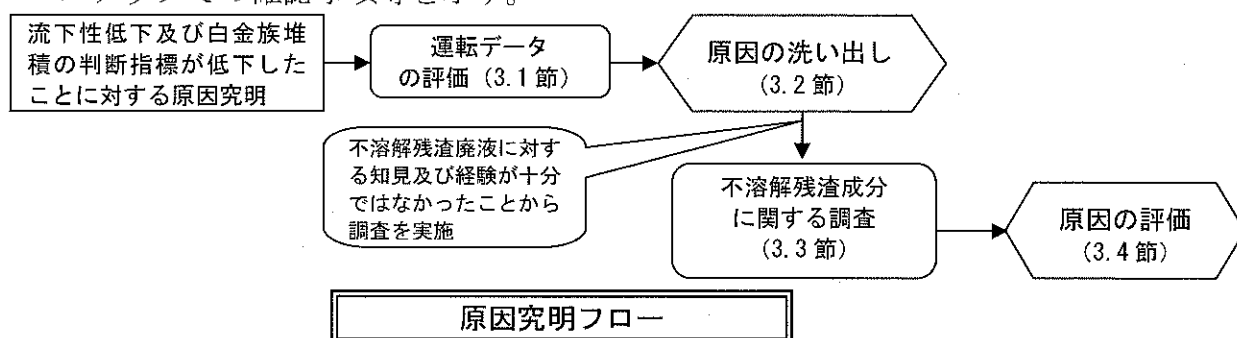 流下性低下及び白金族堆
積の判断指標が低下した
ことに対する原因究明
運転データ
の評価（3.1 節）
原因の洗い出し
（3.2 節）
不溶解残渣廃液に対す
る知見及び経験が十分
ではなかったことから
調査を実施
不溶解残渣成分
に関する調査
（3.3 節）
原因の評価
（3.4 節）
原因究明フロー